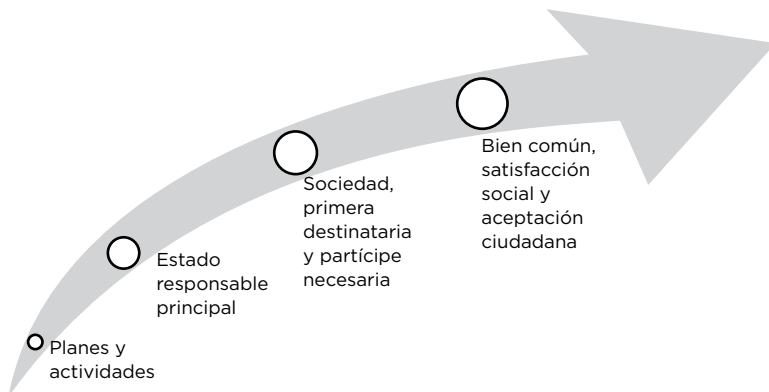 Planes y
actividades
Estado
responsable
principal
Sociedad,
primera
destinataria
y partícipe
necesaria
Bien común,
satisfacción
social y
aceptación
ciudadana